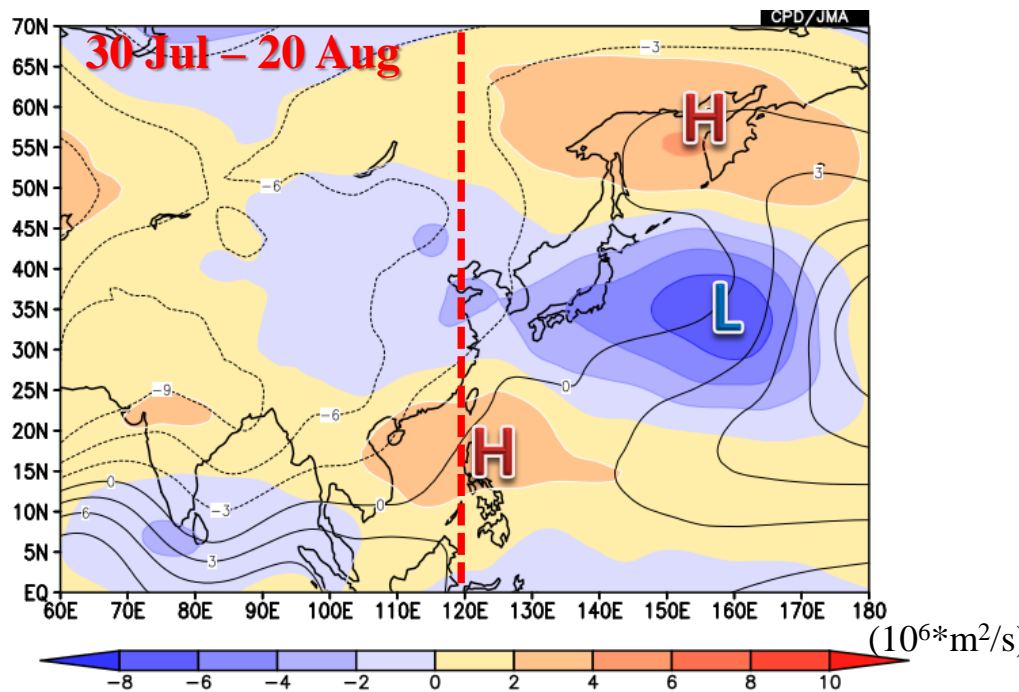 CPD/JMA
70N
30 Jul – 20 Aug
-3
65N
60N
H
55N
50N
-6
3
45N
40N
35N
L
30N
25N
0
-9
20N
-6
H
15N
0
0
10N
-3
6
5N
3
EQ
60E 70E 80E 90E 100E 110E 120E 130E 140E 150E 160E 170E 180
(10⁶*m²/s)
-8 -6 -4 -2 0 2 4 6 8 10